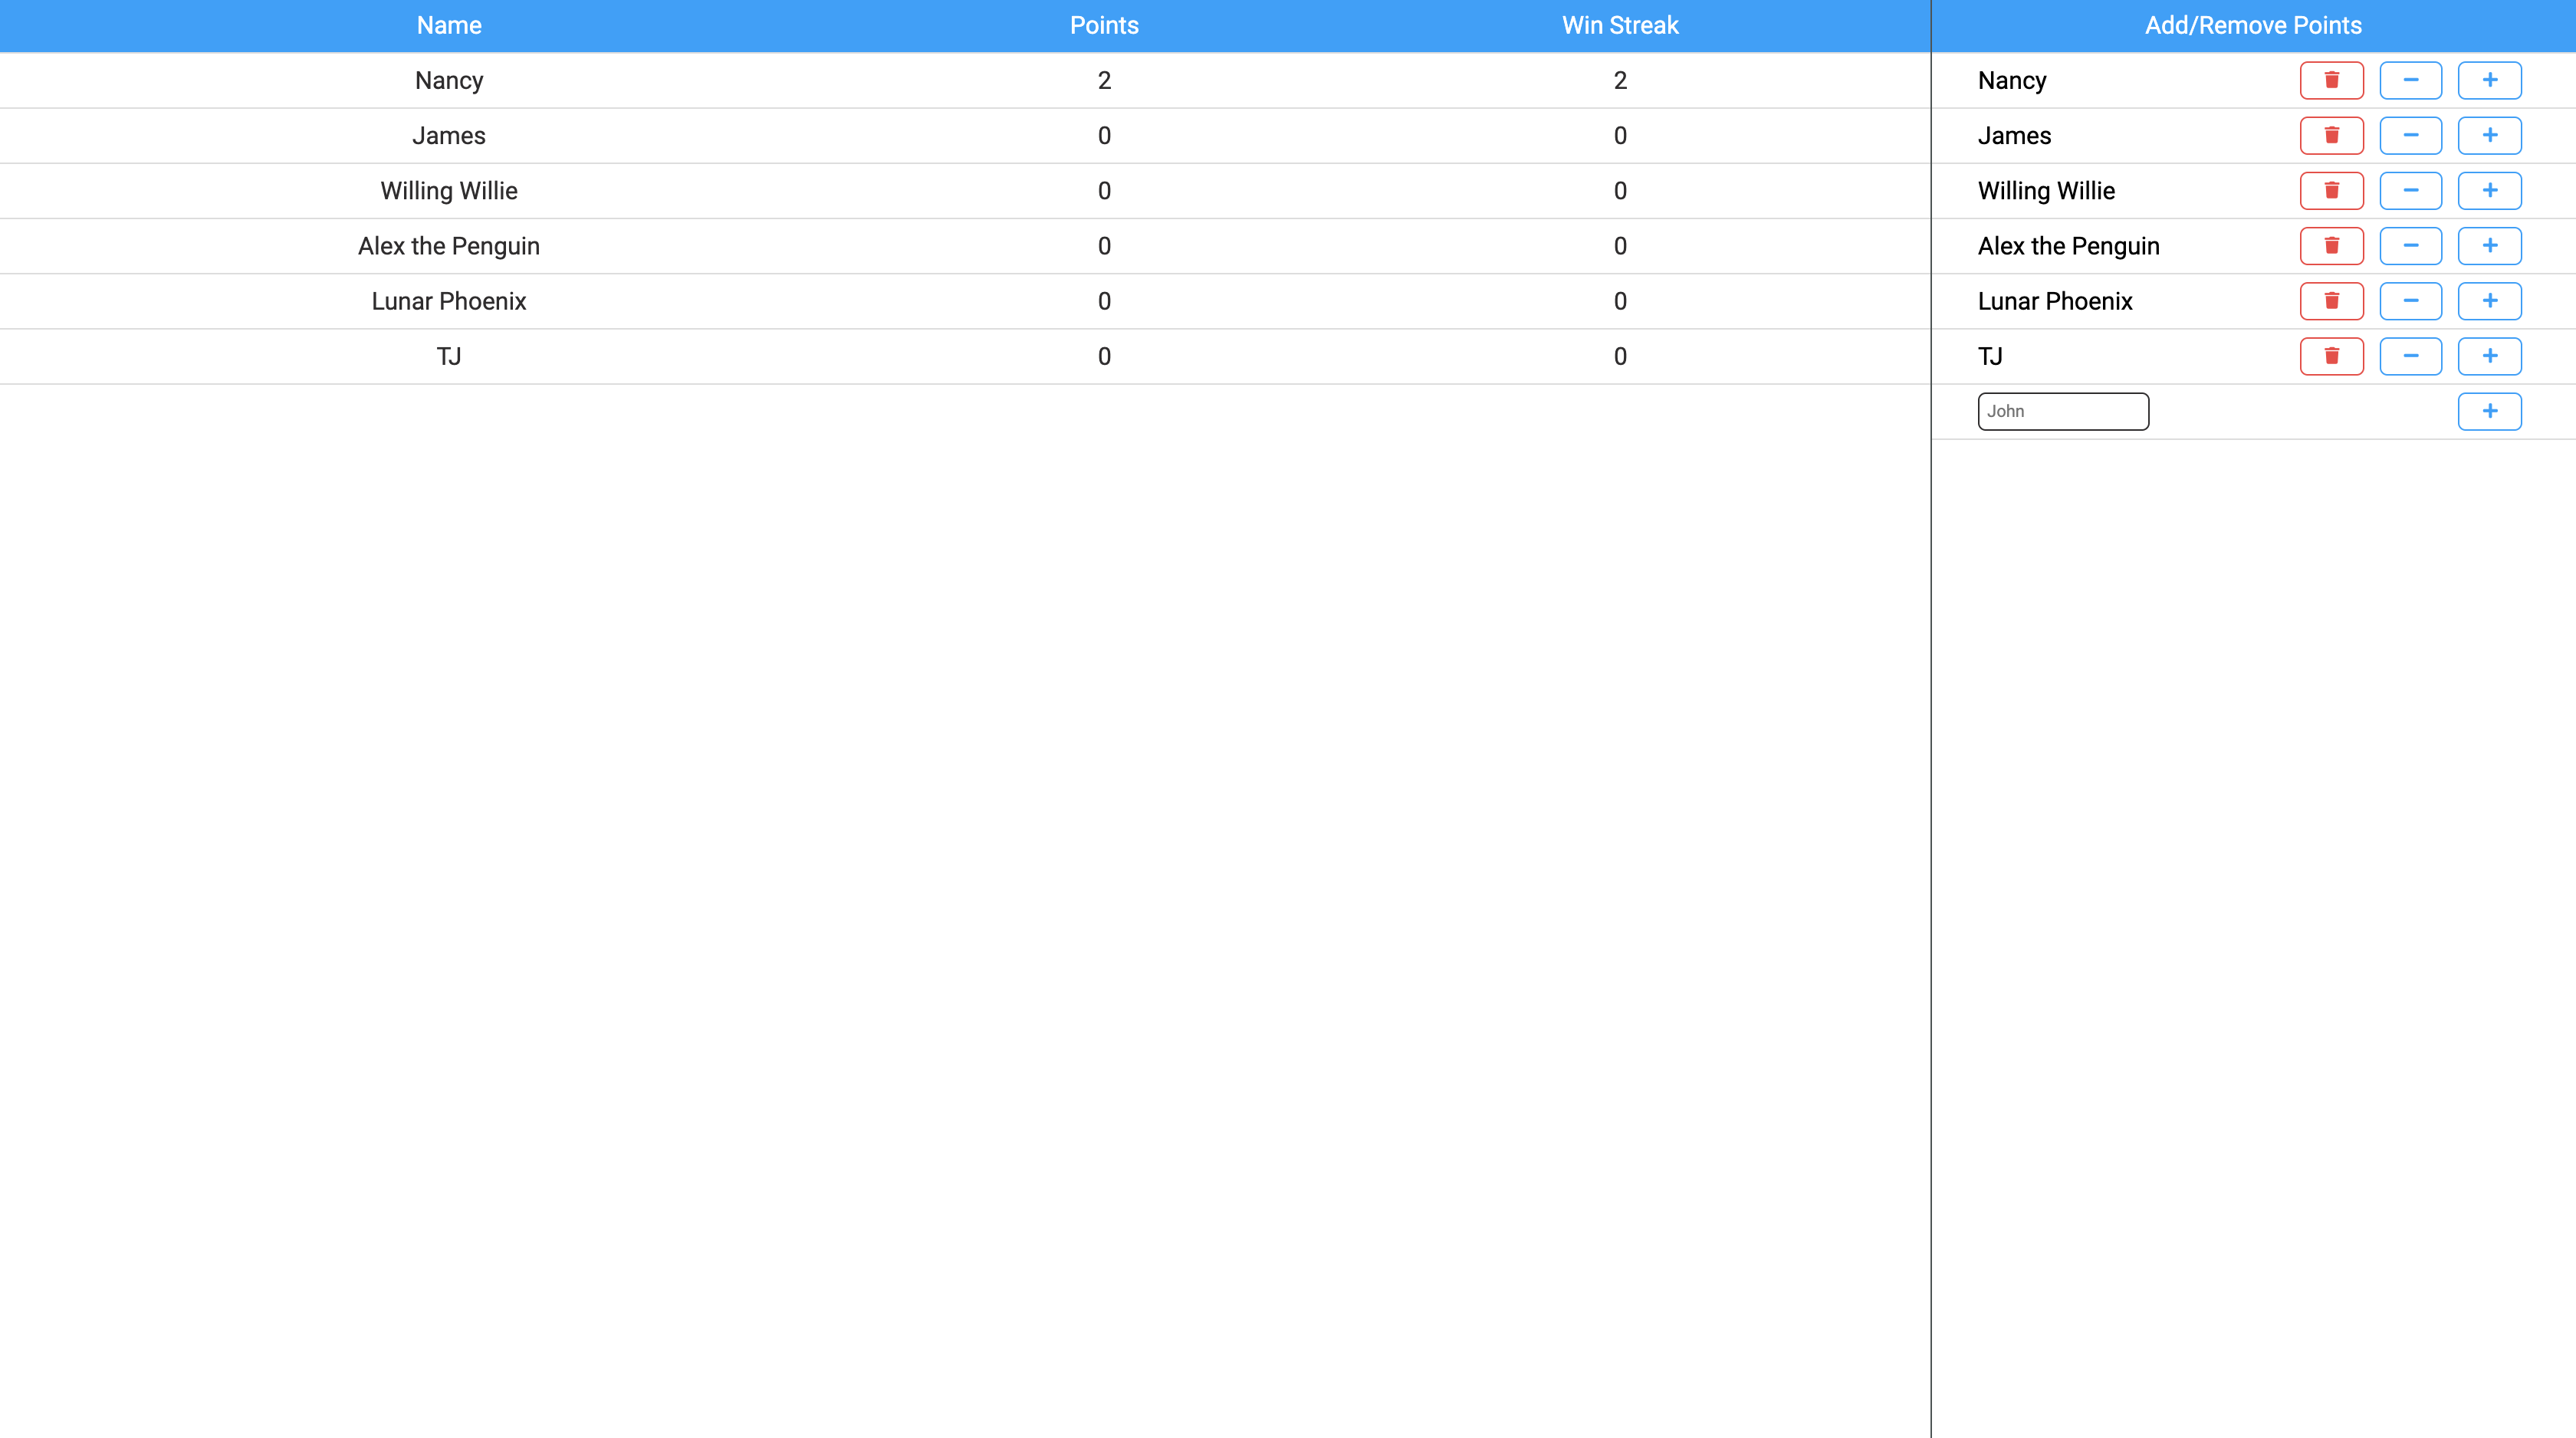 Name Points Win Streak Add/Remove Points
Nancy 2 2 Nancy
James 0 0 James
Willing Willie 0 0 Willing Willie
Alex the Penguin 0 0 Alex the Penguin
Lunar Phoenix 0 0 Lunar Phoenix
TJ 0 0 TJ
John